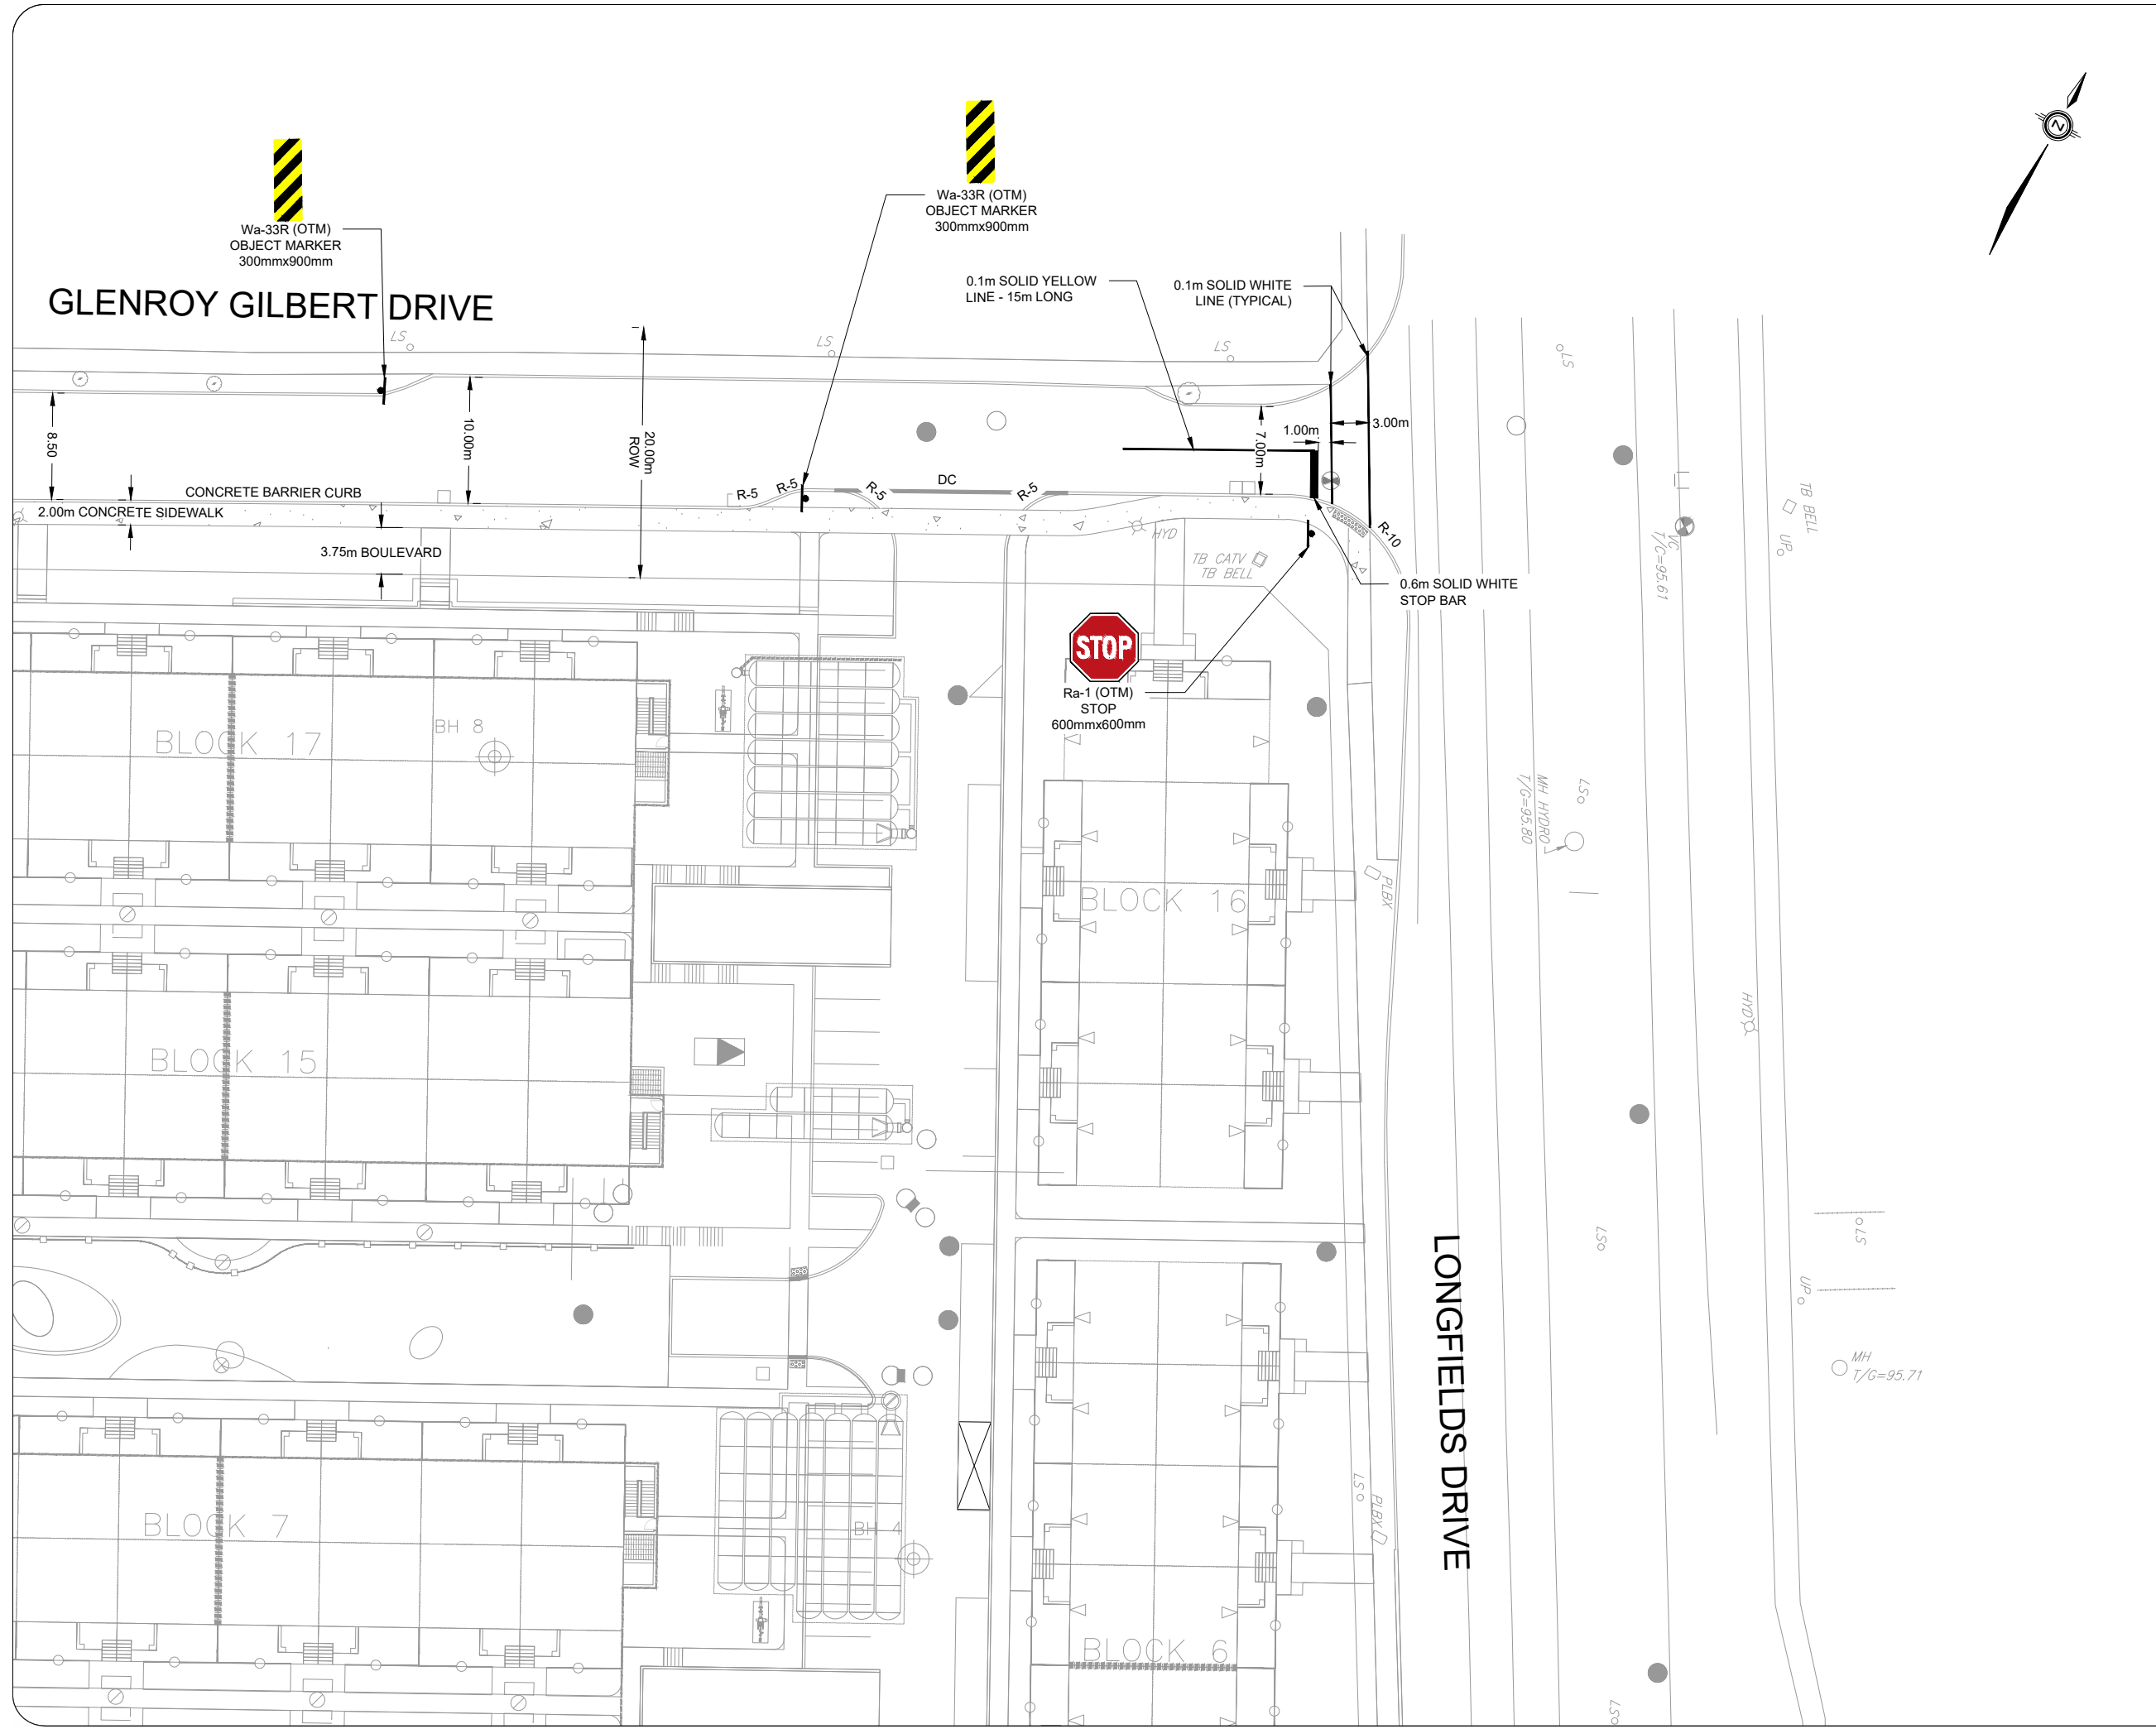 Wa-33R (OTM)
OBJECT MARKER
300mmx900mm
Wa-33R (OTM)
OBJECT MARKER
300mmx900mm
GLENROY GILBERT DRIVE
0.1m SOLID YELLOW
LINE - 15m LONG
0.1m SOLID WHITE
LINE (TYPICAL)
N
LS
LS
LS
LS
8.50
10.00m
20.00m
ROW
7.00m
1.00m
3.00m
CONCRETE BARRIER CURB
2.00m CONCRETE SIDEWALK
3.75m BOULEVARD
R-5
R-5
R-5
DC
R-5
R-10
HYD
TB CATV
TB BELL
0.6m SOLID WHITE
STOP BAR
STOP
Ra-1 (OTM)
STOP
600mmx600mm
VC
T/G=95.61
TB BELL
UP
BLOCK 17
BH 8
BLOCK 16
MH HYDRO
T/G=95.80
LS
PLBX
HYD
BLOCK 15
LONGFIELDS DRIVE
LS
LS
UP
MH
T/G=95.71
BLOCK 7
BH 4
LS
PLBX
BLOCK 6
LS